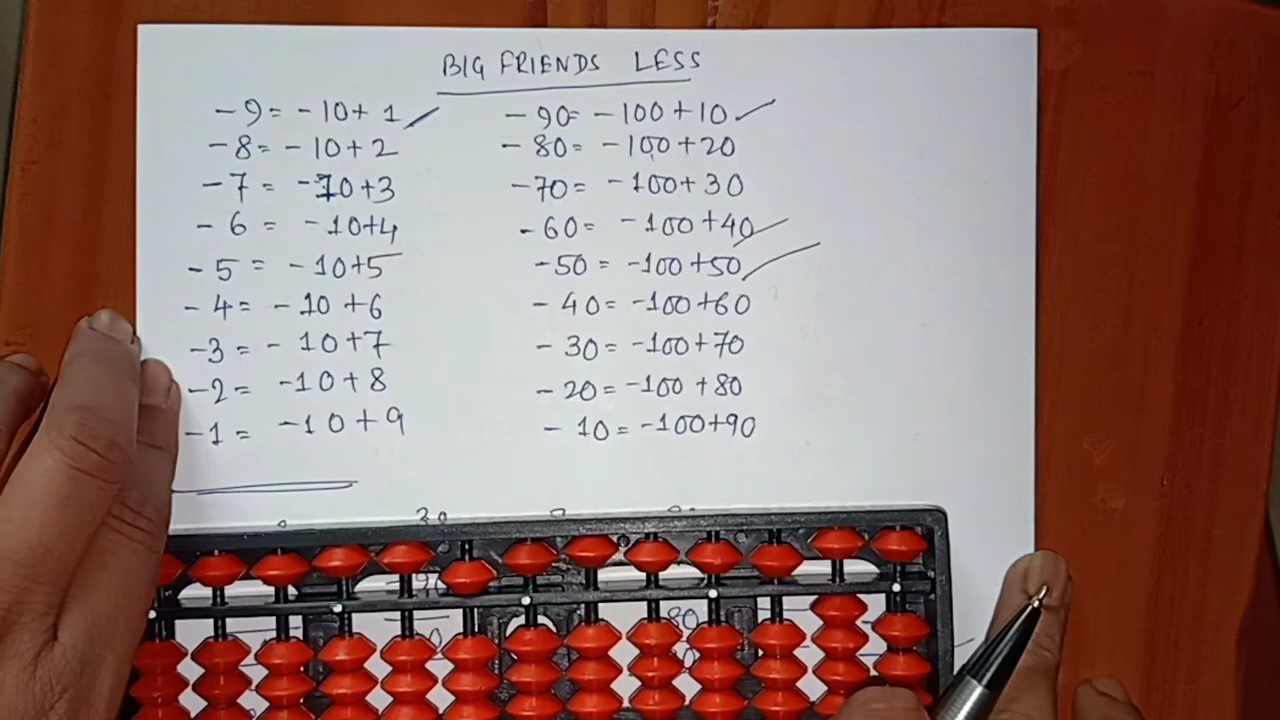 BIG FRIENDS LESS
-9= -10+ 1
-8= -10+2
-7 = -10+3
-6 = -10+4
-5 = -10+5
-4= -10 +6
-3 = -10+7
-2= -10+8
-1 = -10+9
-90= -100+10
-80= -100+20
-70= -100+30
-60= -100+40
-50 = -100+50
-40= -100+60
-30= -100+70
-20= -100 +80
-10= -100+90
30
80